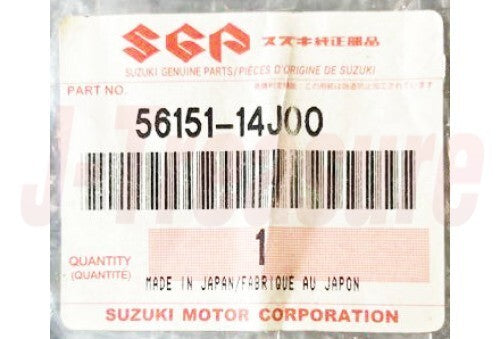 SGP スズキ純正部品
SUZUKI GENUINE PARTS/PIÈCES D'ORIGINE DE SUZUKI
PART NO.
56151-14J00
J-Treasure
QUANTITY
(QUANTITÉ)
1
MADE IN JAPAN/FABRIQUE AU JAPON
SUZUKI MOTOR CORPORATION